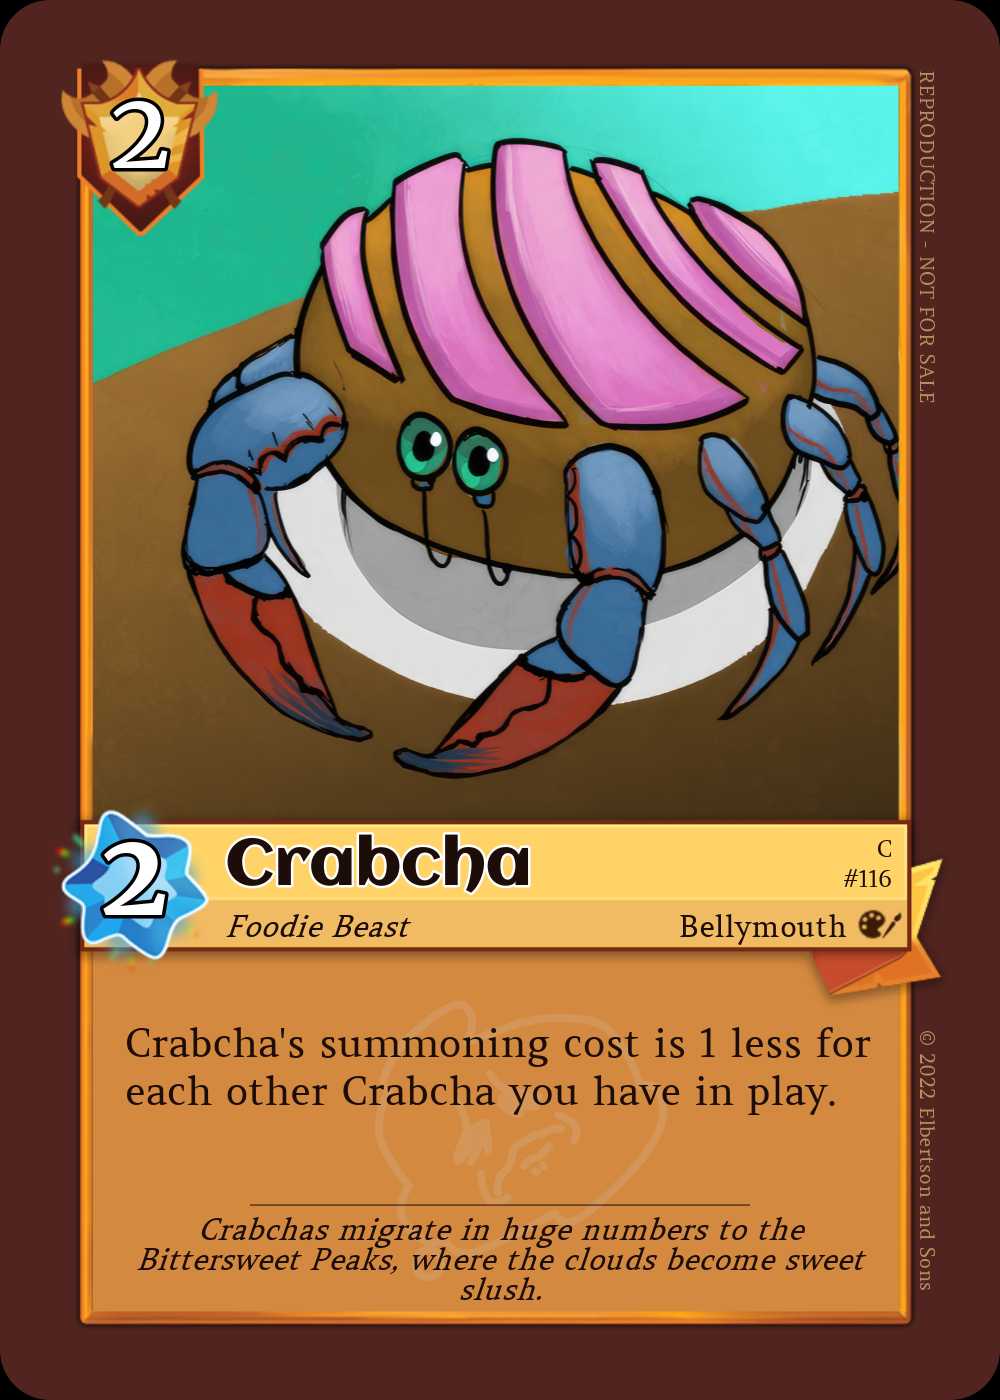 2
REPRODUCTION - NOT FOR SALE
2
Crabcha
C
#116
Foodie Beast
Bellymouth
Crabcha's summoning cost is 1 less for
each other Crabcha you have in play.
Crabchas migrate in huge numbers to the
Bittersweet Peaks, where the clouds become sweet
slush.
© 2022 Elbertson and Sons